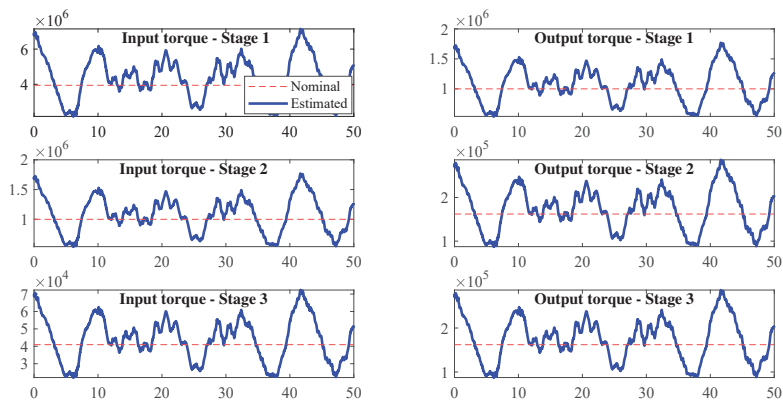 ×10^6
Input torque - Stage 1
6
4
Nominal
Estimated
0 10 20 30 40 50
×10^6
Output torque - Stage 1
2
1.5
1
0 10 20 30 40 50
×10^6
Input torque - Stage 2
2
1.5
1
0 10 20 30 40 50
×10^5
Output torque - Stage 2
2
1
0 10 20 30 40 50
×10^4
Input torque - Stage 3
7
6
5
4
3
0 10 20 30 40 50
×10^5
Output torque - Stage 3
2
1
0 10 20 30 40 50